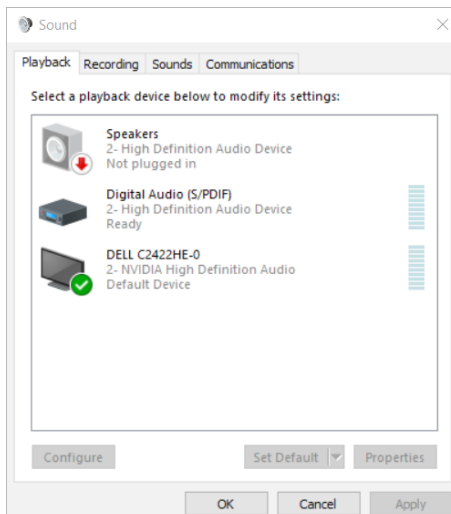 Sound
Playback Recording Sounds Communications
Select a playback device below to modify its settings:
Speakers
2- High Definition Audio Device
Not plugged in
Digital Audio (S/PDIF)
2- High Definition Audio Device
Ready
DELL C2422HE-0
2- NVIDIA High Definition Audio
Default Device
Configure Set Default Properties
OK Cancel Apply